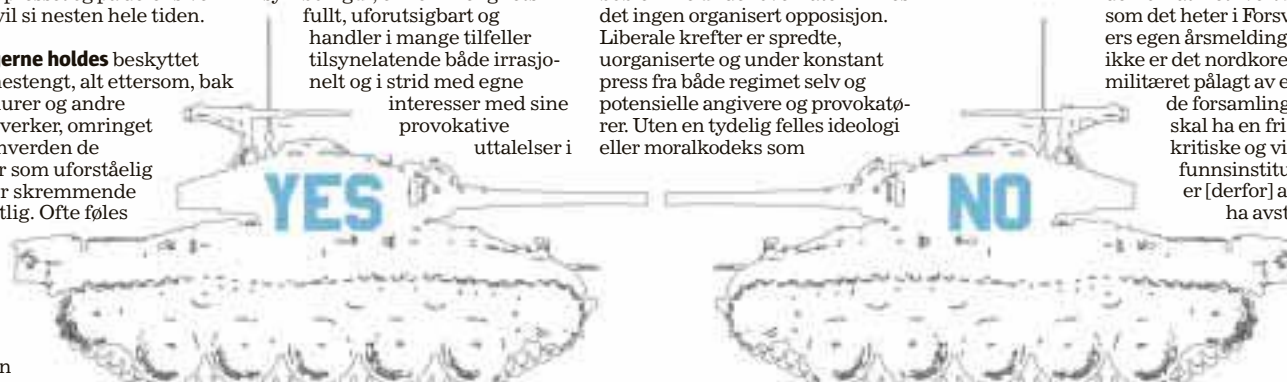 vil si nesten hele tiden.
erne holdes beskyttet
nestengt, alt ettersom, bak
urer og andre
verker, omringet
nverden de
r som uforståelig
r skremmende
tlig. Ofte føles
n
fullt, uforutsigbart og
handler i mange tilfeller
tilsynelatende både irrasjo-
nelt og i strid med egne
interesser med sine
provokative
uttalelser i
YES
det ingen organisert opposisjon.
Liberale krefter er spredte,
uorganiserte og under konstant
press fra både regimet selv og
potensielle angivere og provokatø-
rer. Uten en tydelig felles ideologi
eller moralkodeks som
NO
som det heter i Forsv
ers egen årsmelding
ikke er det nordkore
militæret pålagt av e
de forsamling
skal ha en fri
kritiske og vi
funnsinstitu
er [derfor] a
ha avst